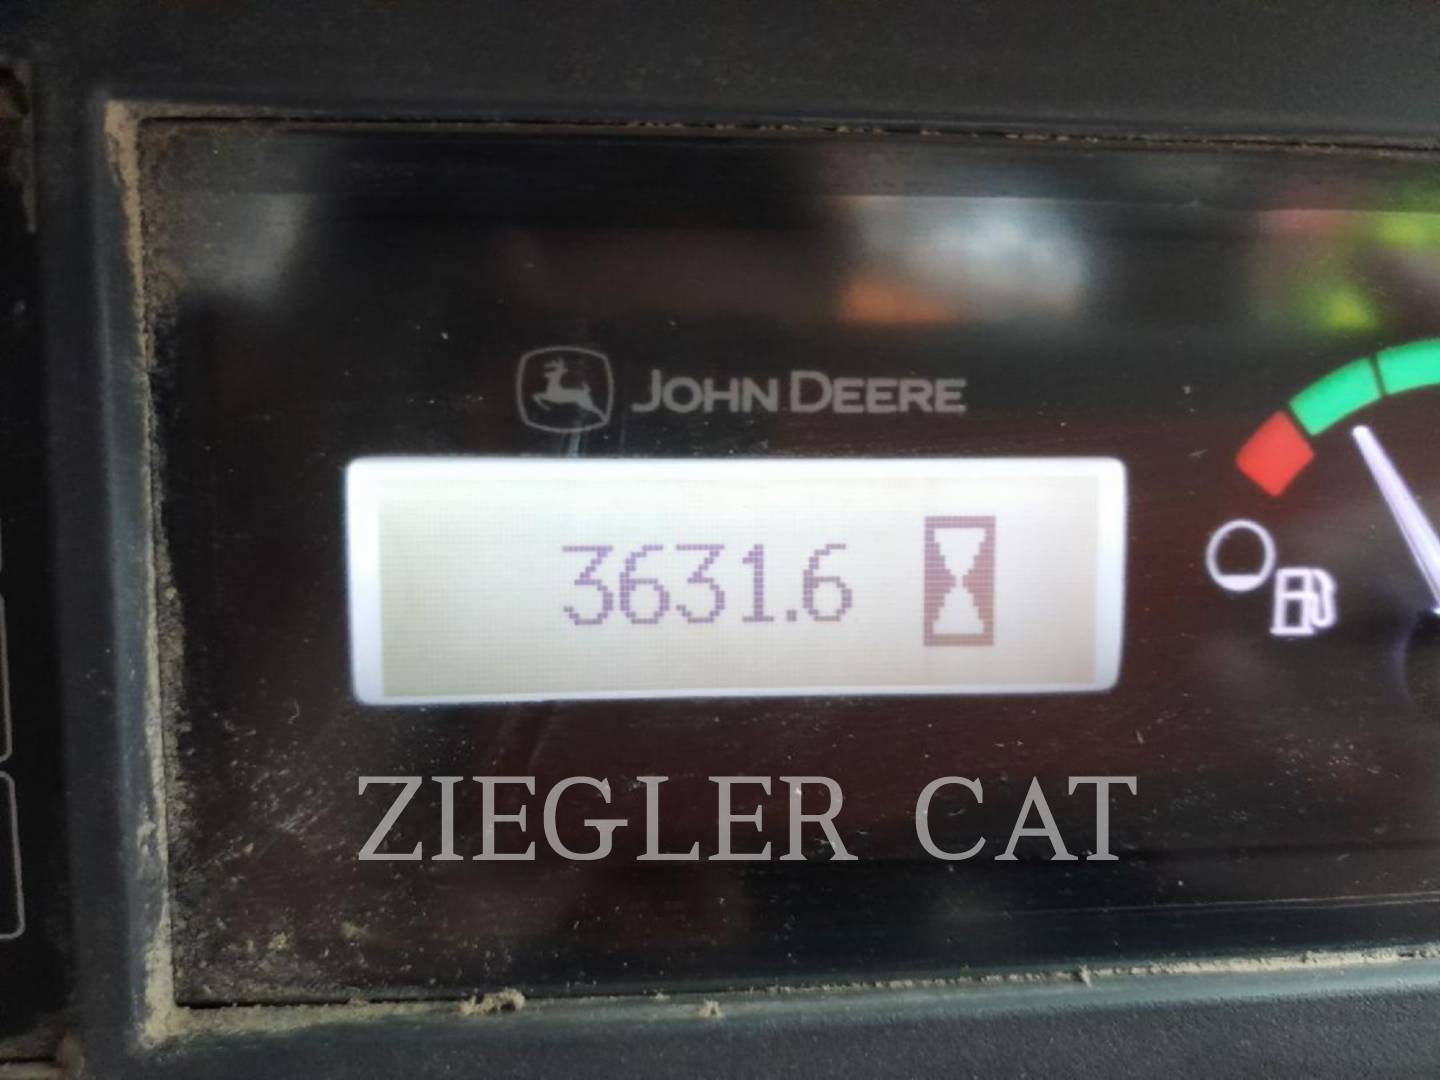 JOHN DEERE
3631.6
ZIEGLER CAT